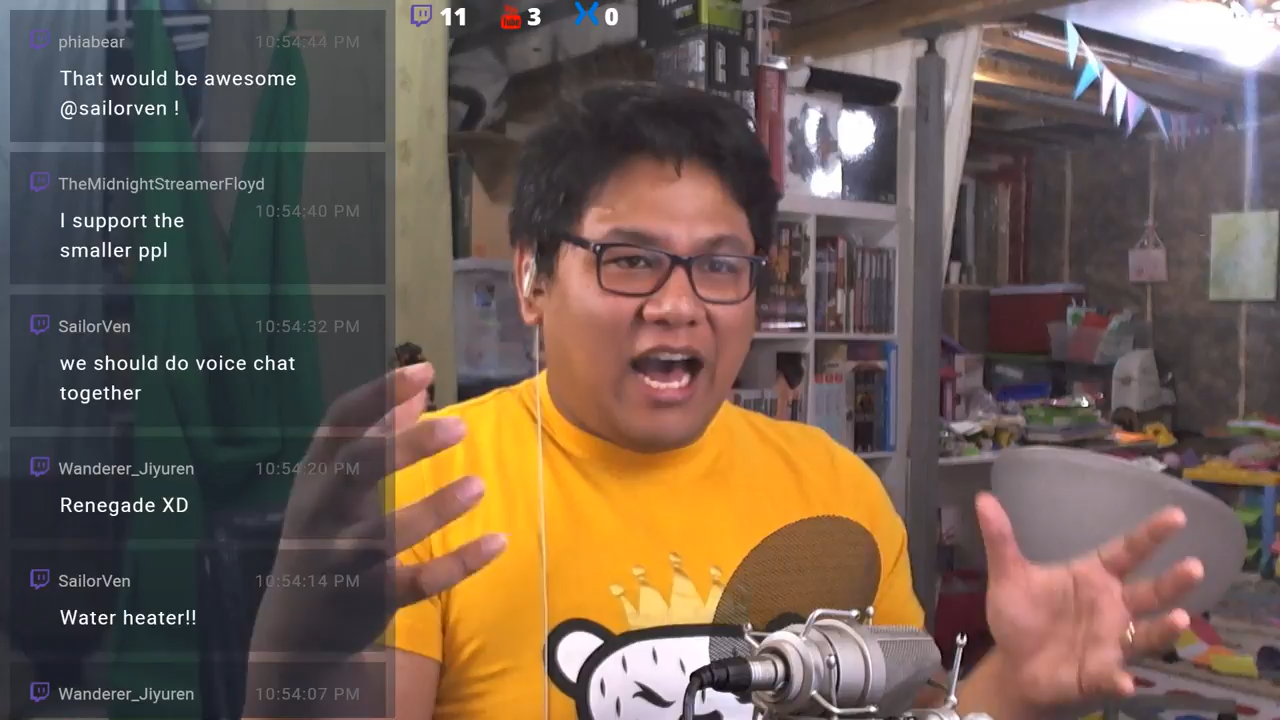 11 3 0
phiabear 10:54:44 PM
That would be awesome
@sailorven !
TheMidnightStreamerFloyd
10:54:40 PM
I support the
smaller ppl
SailorVen 10:54:32 PM
we should do voice chat
together
Wanderer_Jiyuren 10:54:20 PM
Renegade XD
SailorVen 10:54:14 PM
Water heater!!
Wanderer_Jiyuren 10:54:07 PM